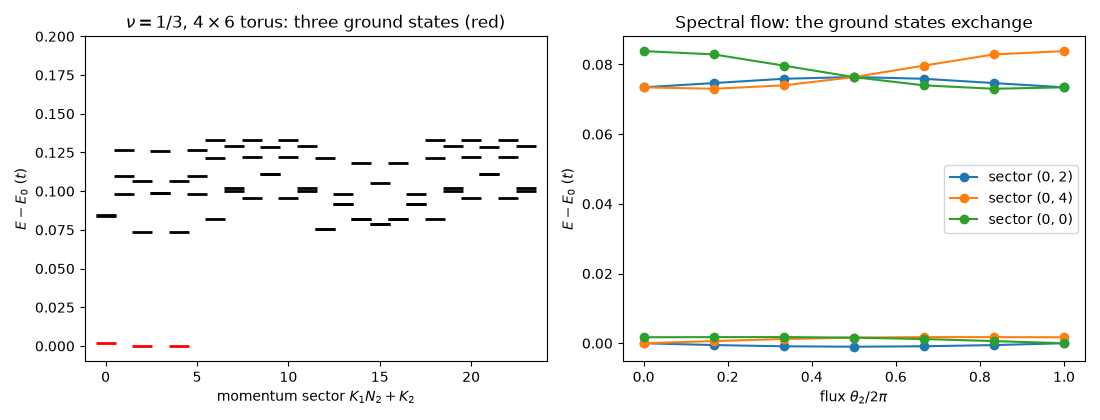 ν = 1/3, 4 × 6 torus: three ground states (red)
0.200
0.175
0.150
0.125
0.100
0.075
0.050
0.025
0.000
E − E₀ (t)
0
5
10
15
20
momentum sector K₁N₂ + K₂
Spectral flow: the ground states exchange
0.08
0.06
0.04
0.02
0.00
E − E₀ (t)
sector (0, 2)
sector (0, 4)
sector (0, 0)
0.0
0.2
0.4
0.6
0.8
1.0
flux θ₂/2π